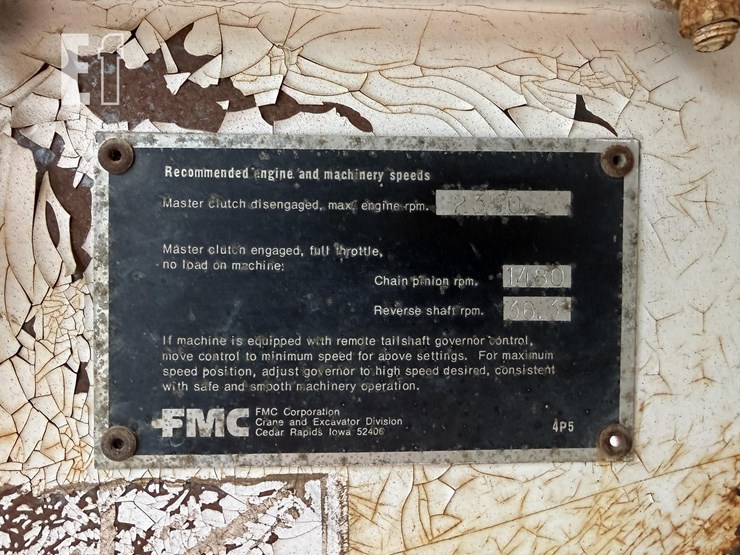 E1
Recommended engine and machinery speeds
Master clutch disengaged, max. engine rpm.
Master clutch engaged, full throttle,
no load on machine:
Chain pinion rpm. 1480
Reverse shaft rpm.
If machine is equipped with remote tailshaft governor control,
move control to minimum speed for above settings. For maximum
speed position, adjust governor to high speed desired, consistent
with safe and smooth machinery operation.
FMC FMC Corporation
Crane and Excavator Division
Cedar Rapids Iowa 52406
4P5